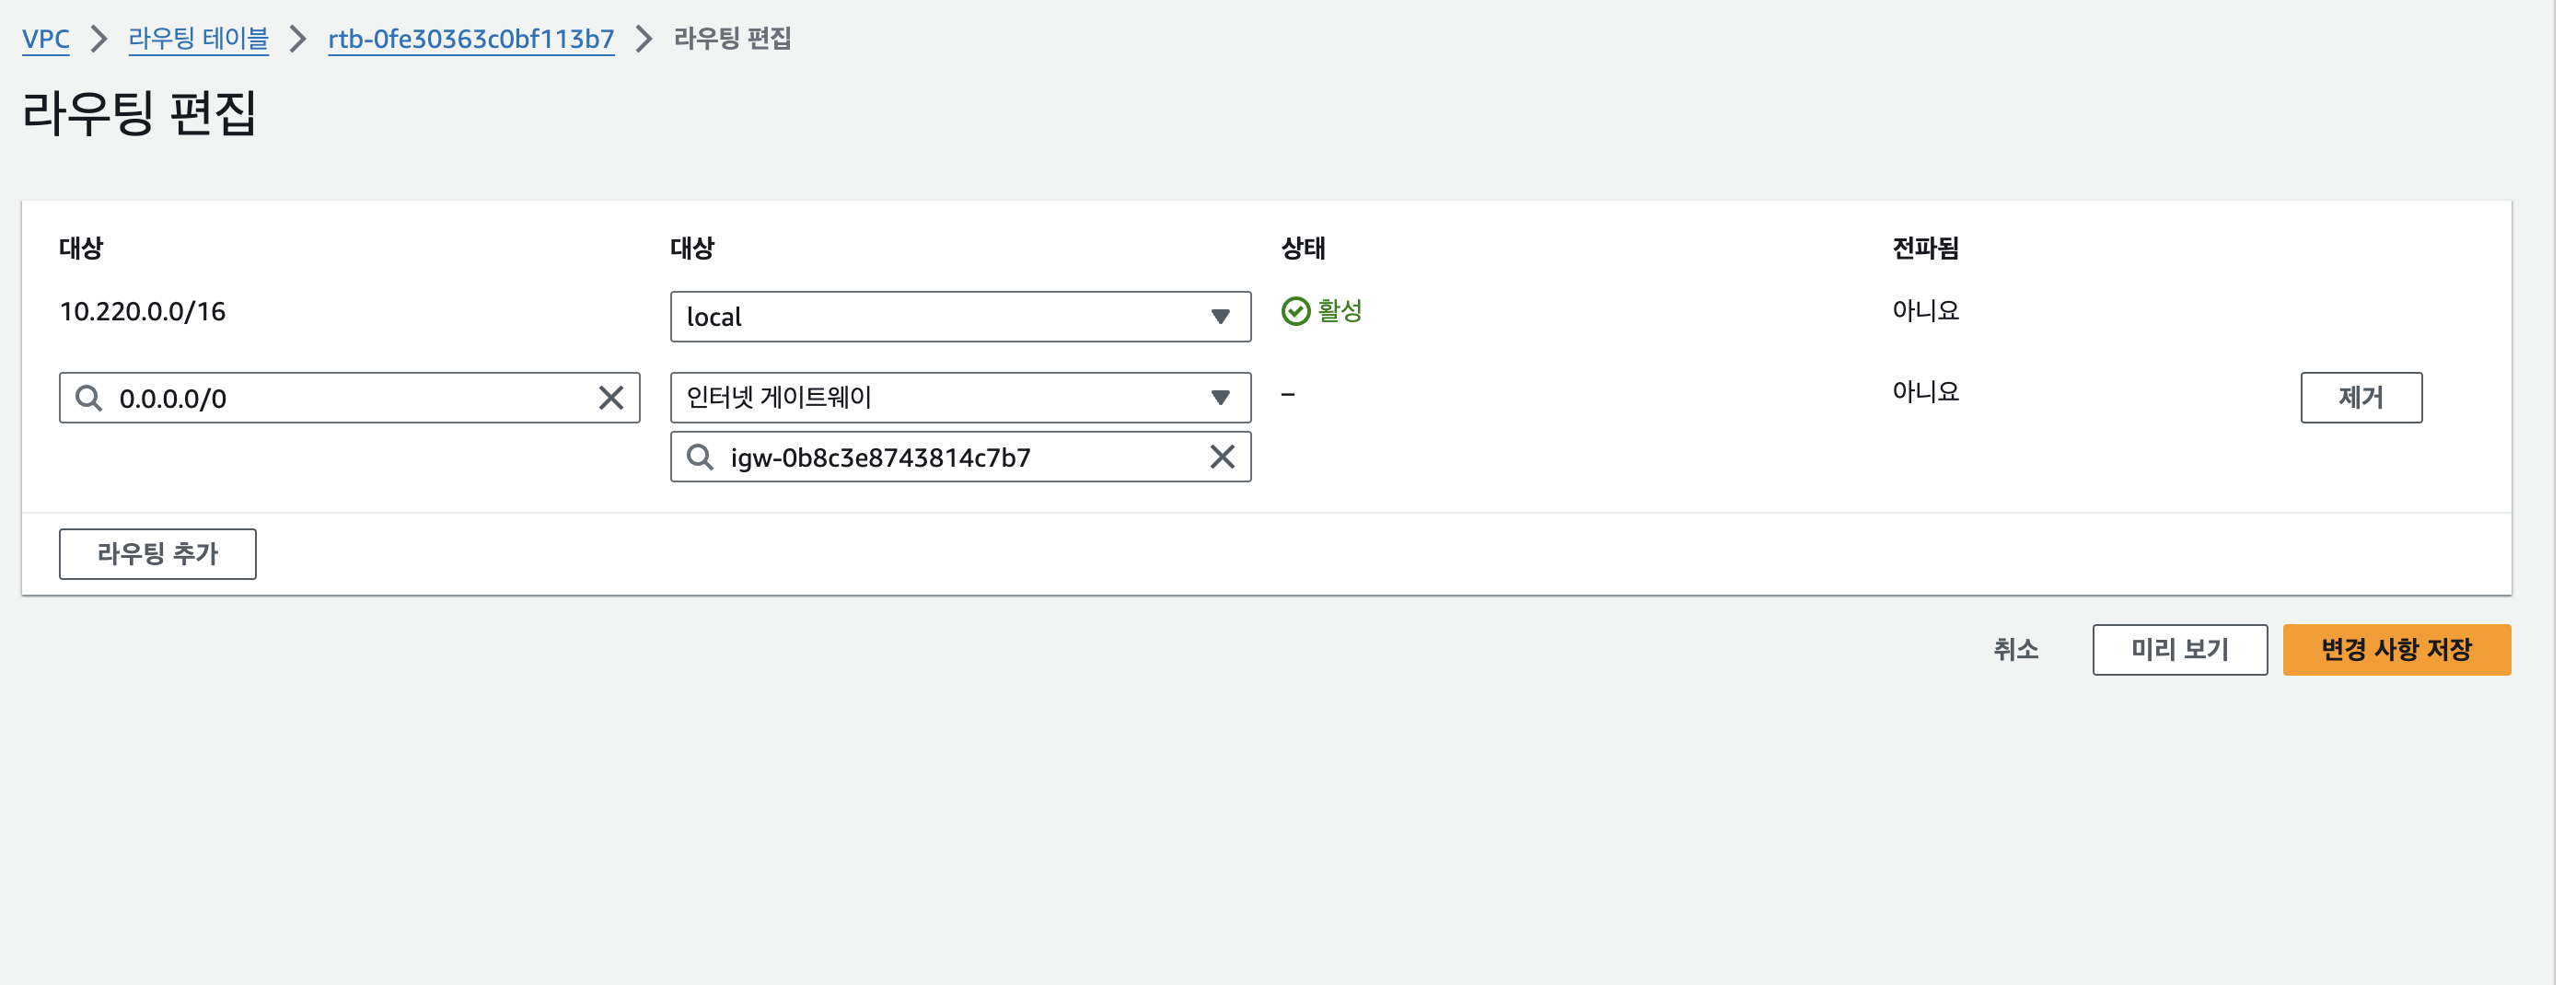 VPC > 라우팅 테이블 > rtb-0fe30363c0bf113b7 > 라우팅 편집
라우팅 편집
대상 대상 상태 전파됨
10.220.0.0/16 local 활성 아니요
0.0.0.0/0 인터넷 게이트웨이 – 아니요 제거
igw-0b8c3e8743814c7b7
라우팅 추가
취소 미리 보기 변경 사항 저장